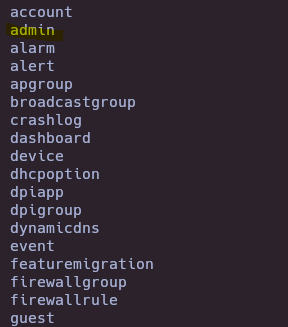 account
admin
alarm
alert
apgroup
broadcastgroup
crashlog
dashboard
device
dhcpoption
dpiapp
dpigroup
dynamicdns
event
featuremigration
firewallgroup
firewallrule
guest